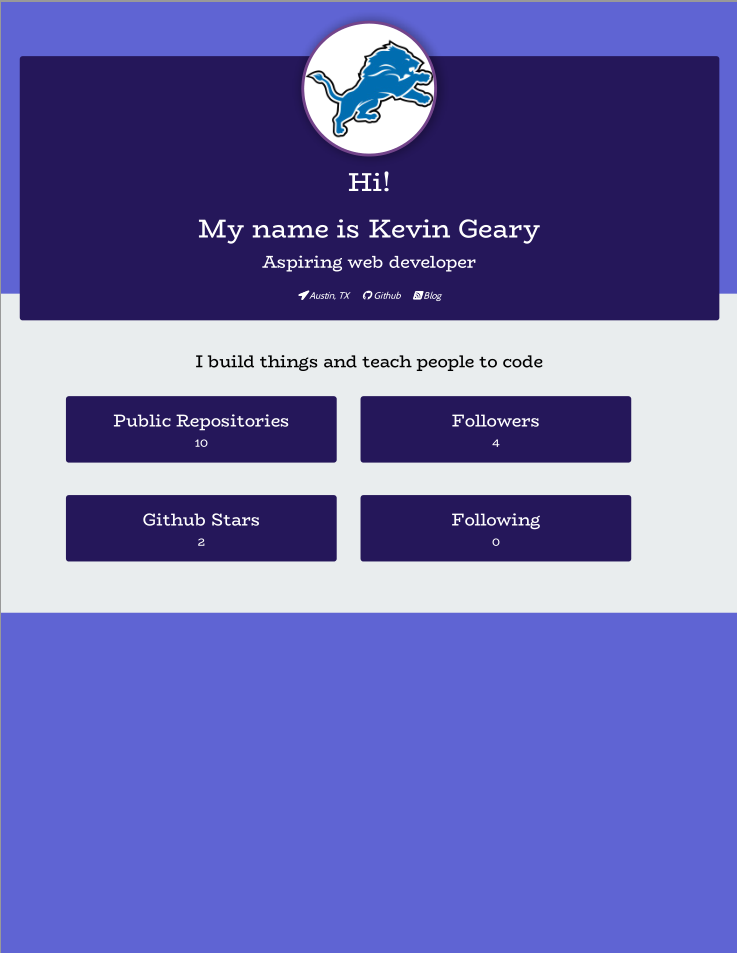 Hi!
My name is Kevin Geary
Aspiring web developer
Austin, TX Github Blog
I build things and teach people to code
Public Repositories Followers
10 4
Github Stars Following
2 0